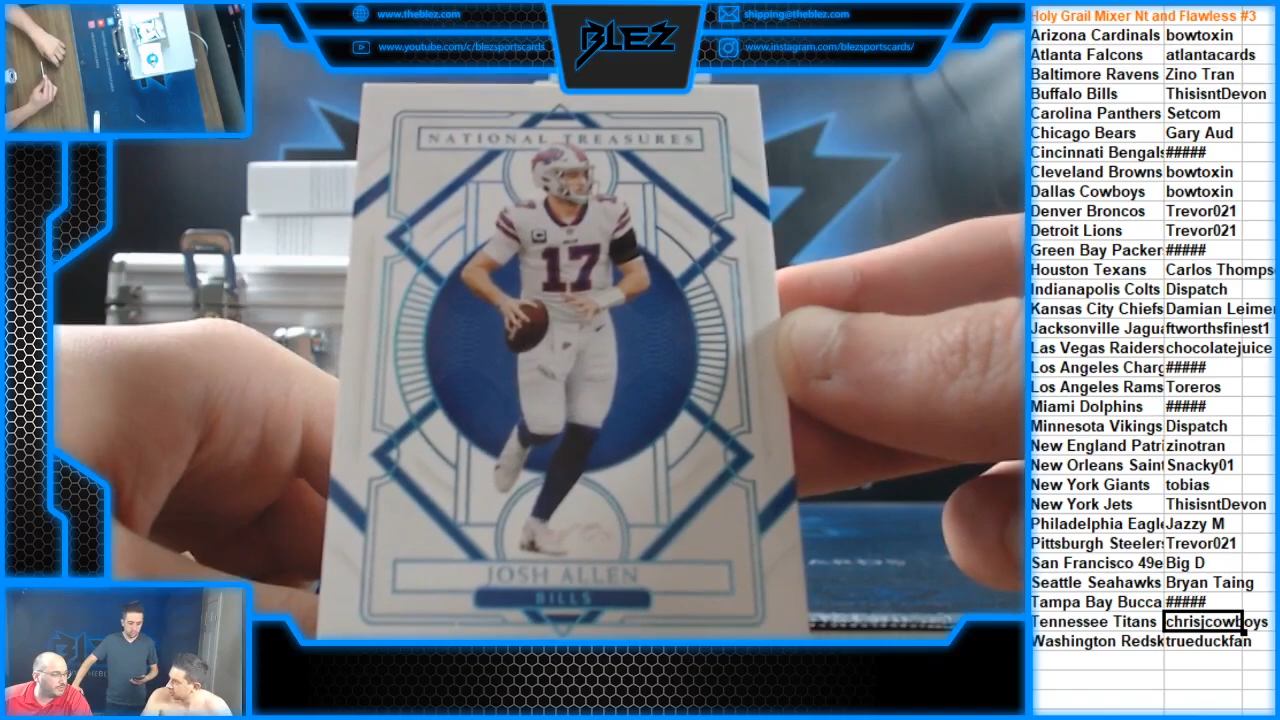 www.theblez.com
shipping@theblez.com
www.youtube.com/c/blezsportscards
BLEZ
www.instagram.com/blezsportscards/
NATIONAL TREASURES
17
JOSH ALLEN
BILLS
Holy Grail Mixer Nt and Flawless #3
Arizona Cardinals bowtoxin
Atlanta Falcons atlantacards
Baltimore Ravens Zino Tran
Buffalo Bills ThisisntDevon
Carolina Panthers Setcom
Chicago Bears Gary Aud
Cincinnati Bengals #####
Cleveland Browns bowtoxin
Dallas Cowboys bowtoxin
Denver Broncos Trevor021
Detroit Lions Trevor021
Green Bay Packer #####
Houston Texans Carlos Thomps
Indianapolis Colts Dispatch
Kansas City Chiefs Damian Leimer
Jacksonville Jagua ftworthsfinest1
Las Vegas Raiders chocolatejuice
Los Angeles Charg #####
Los Angeles Rams Toreros
Miami Dolphins #####
Minnesota Vikings Dispatch
New England Patri zinotran
New Orleans Saint Snacky01
New York Giants tobias
New York Jets ThisisntDevon
Philadelphia Eagle Jazzy M
Pittsburgh Steelers Trevor021
San Francisco 49e Big D
Seattle Seahawks Bryan Taing
Tampa Bay Bucca #####
Tennessee Titans chrisjcowboys
Washington Redsk trueduckfan